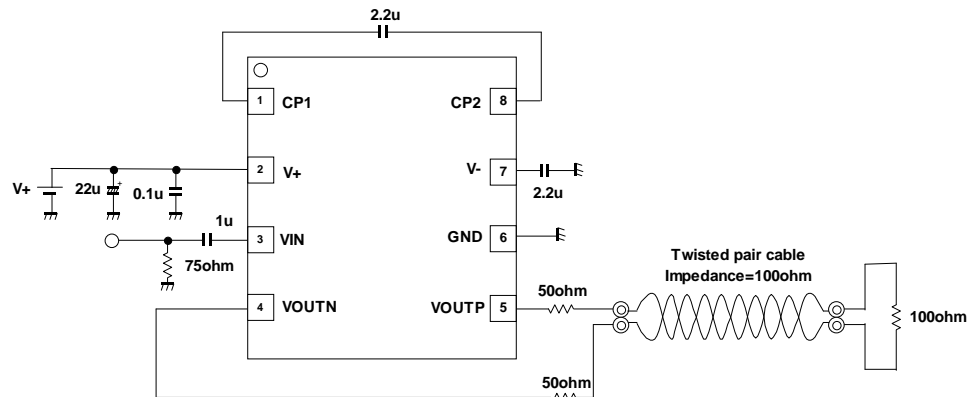 2.2u
1
CP1
CP2
8
V+
22u
+
0.1u
2
V+
V-
7
2.2u
1u
3
VIN
GND
6
75ohm
Twisted pair cable
Impedance=100ohm
4
VOUTN
VOUTP
5
50ohm
100ohm
50ohm